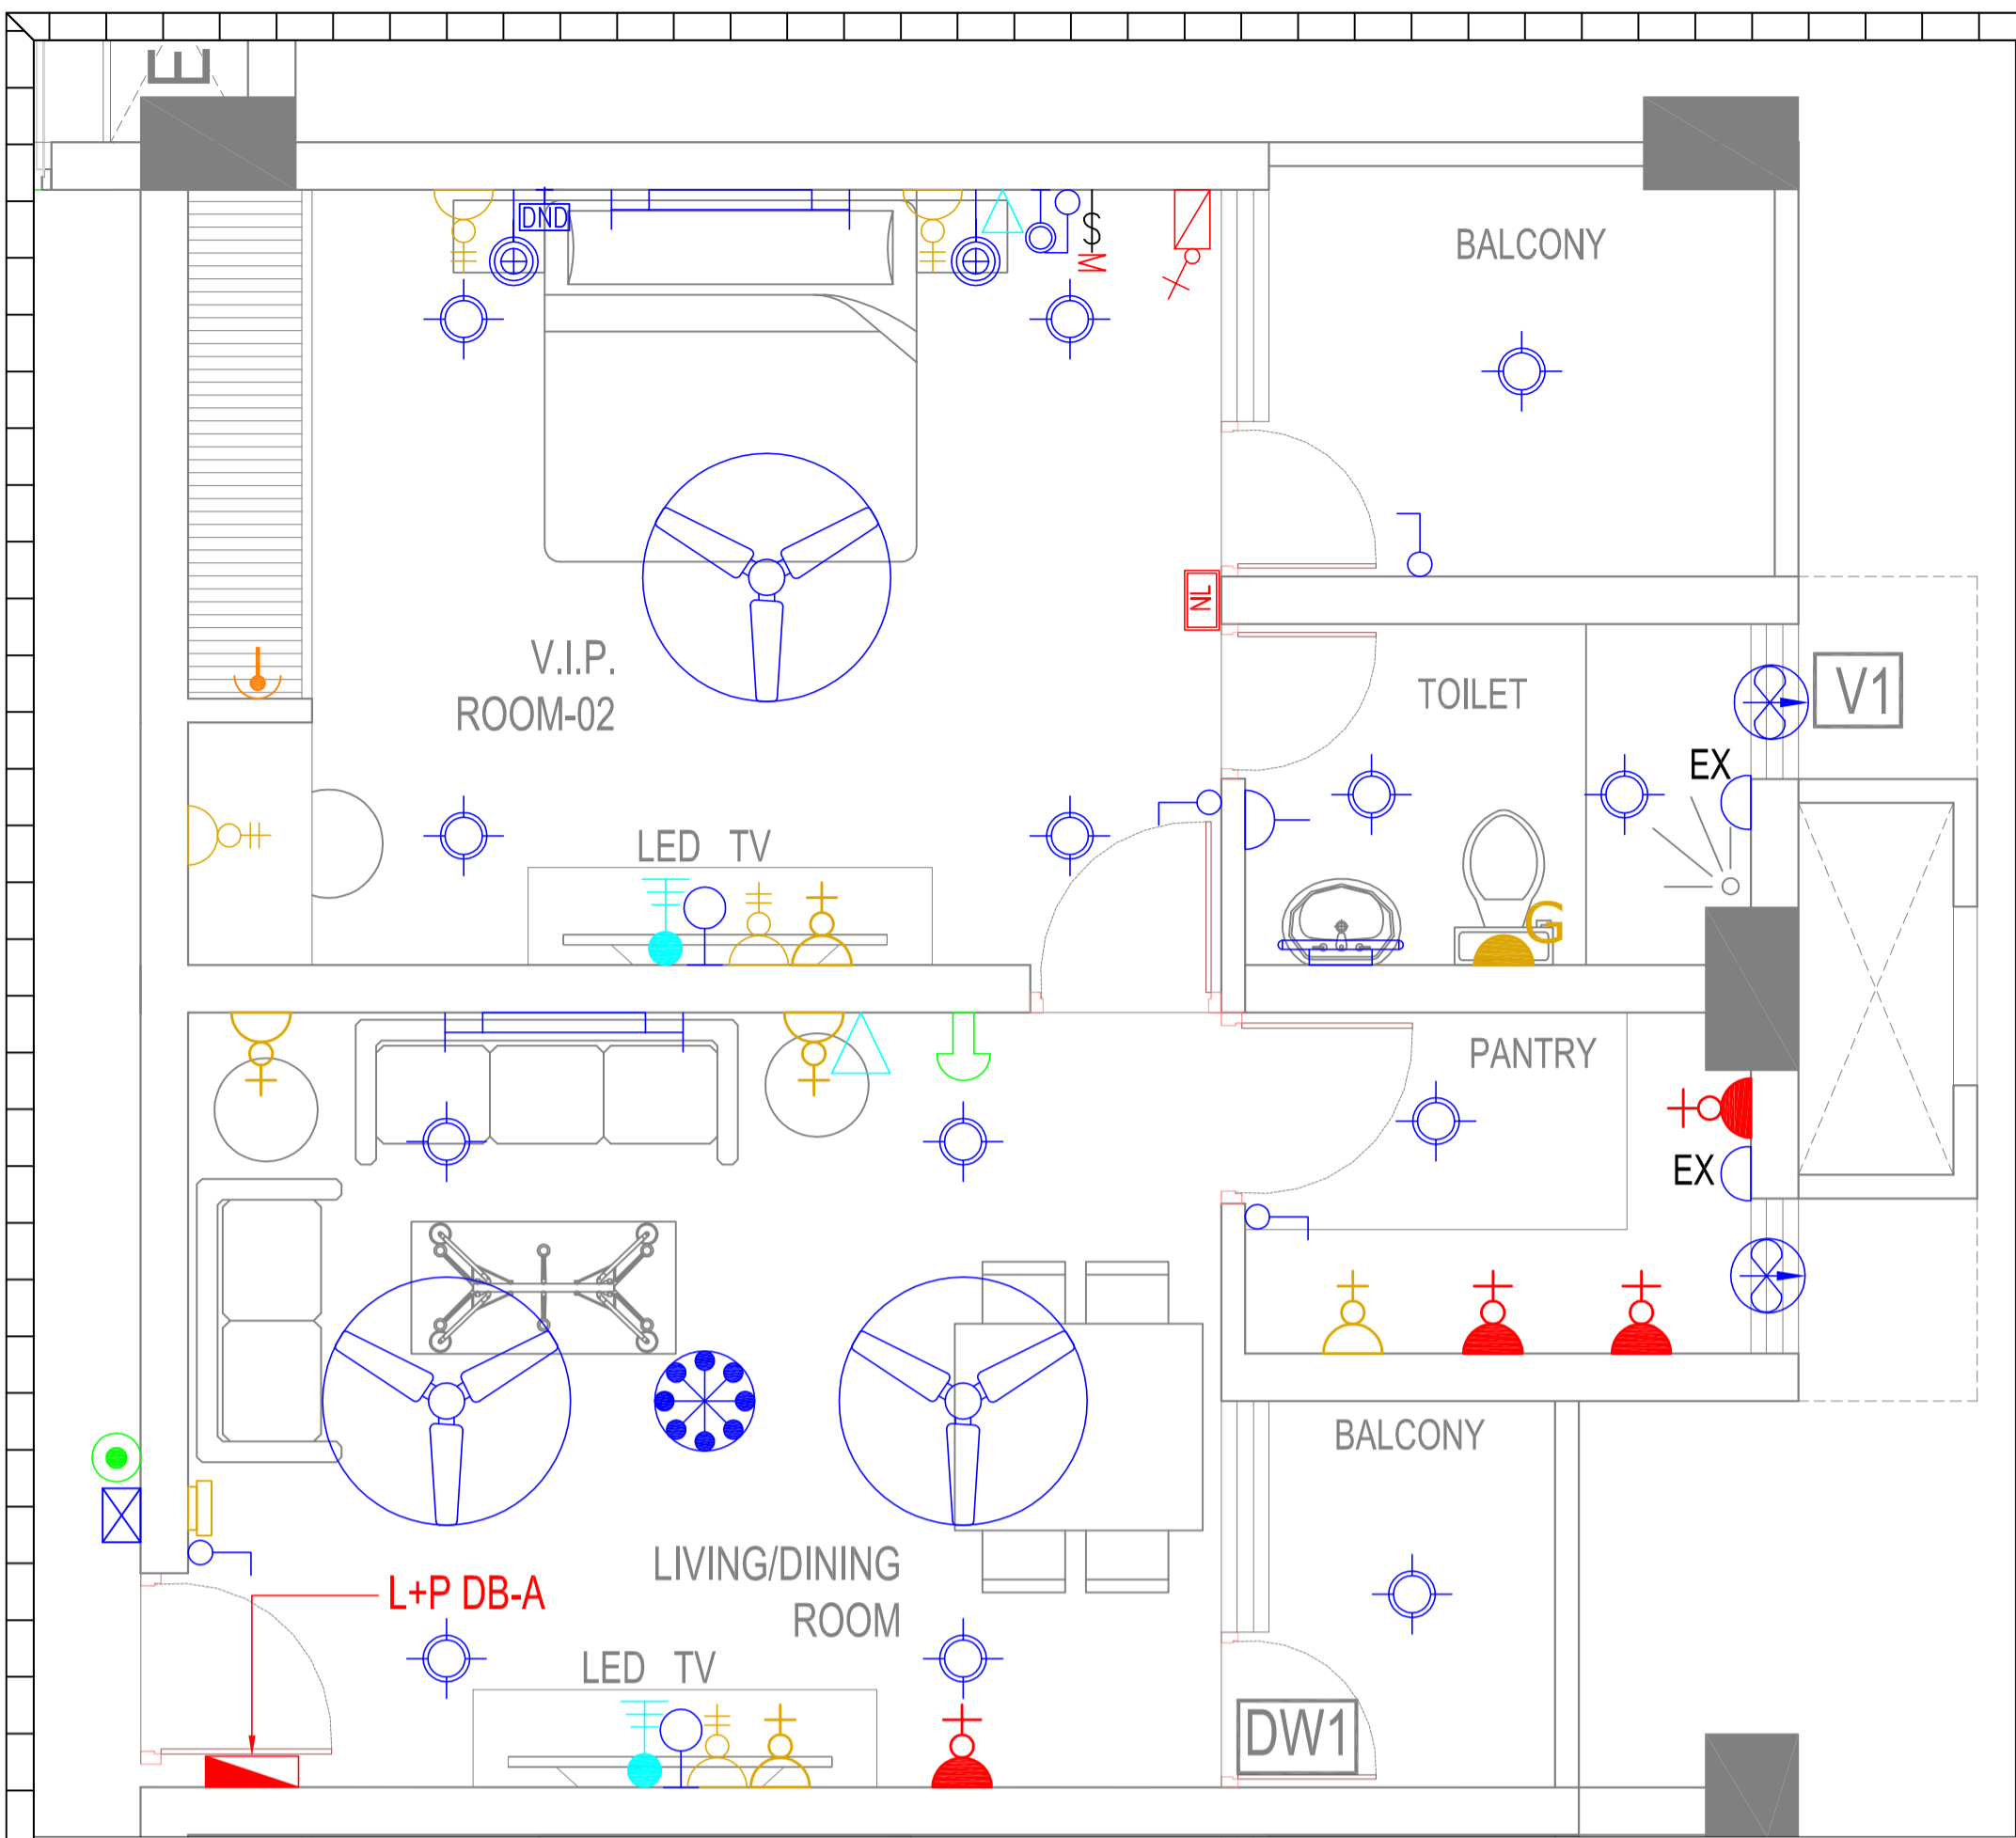 E
DND
$
M
BALCONY
NL
V.I.P.
ROOM-02
TOILET
V1
EX
LED TV
G
PANTRY
EX
BALCONY
LIVING/DINING
ROOM
L+P DB-A
LED TV
DW1